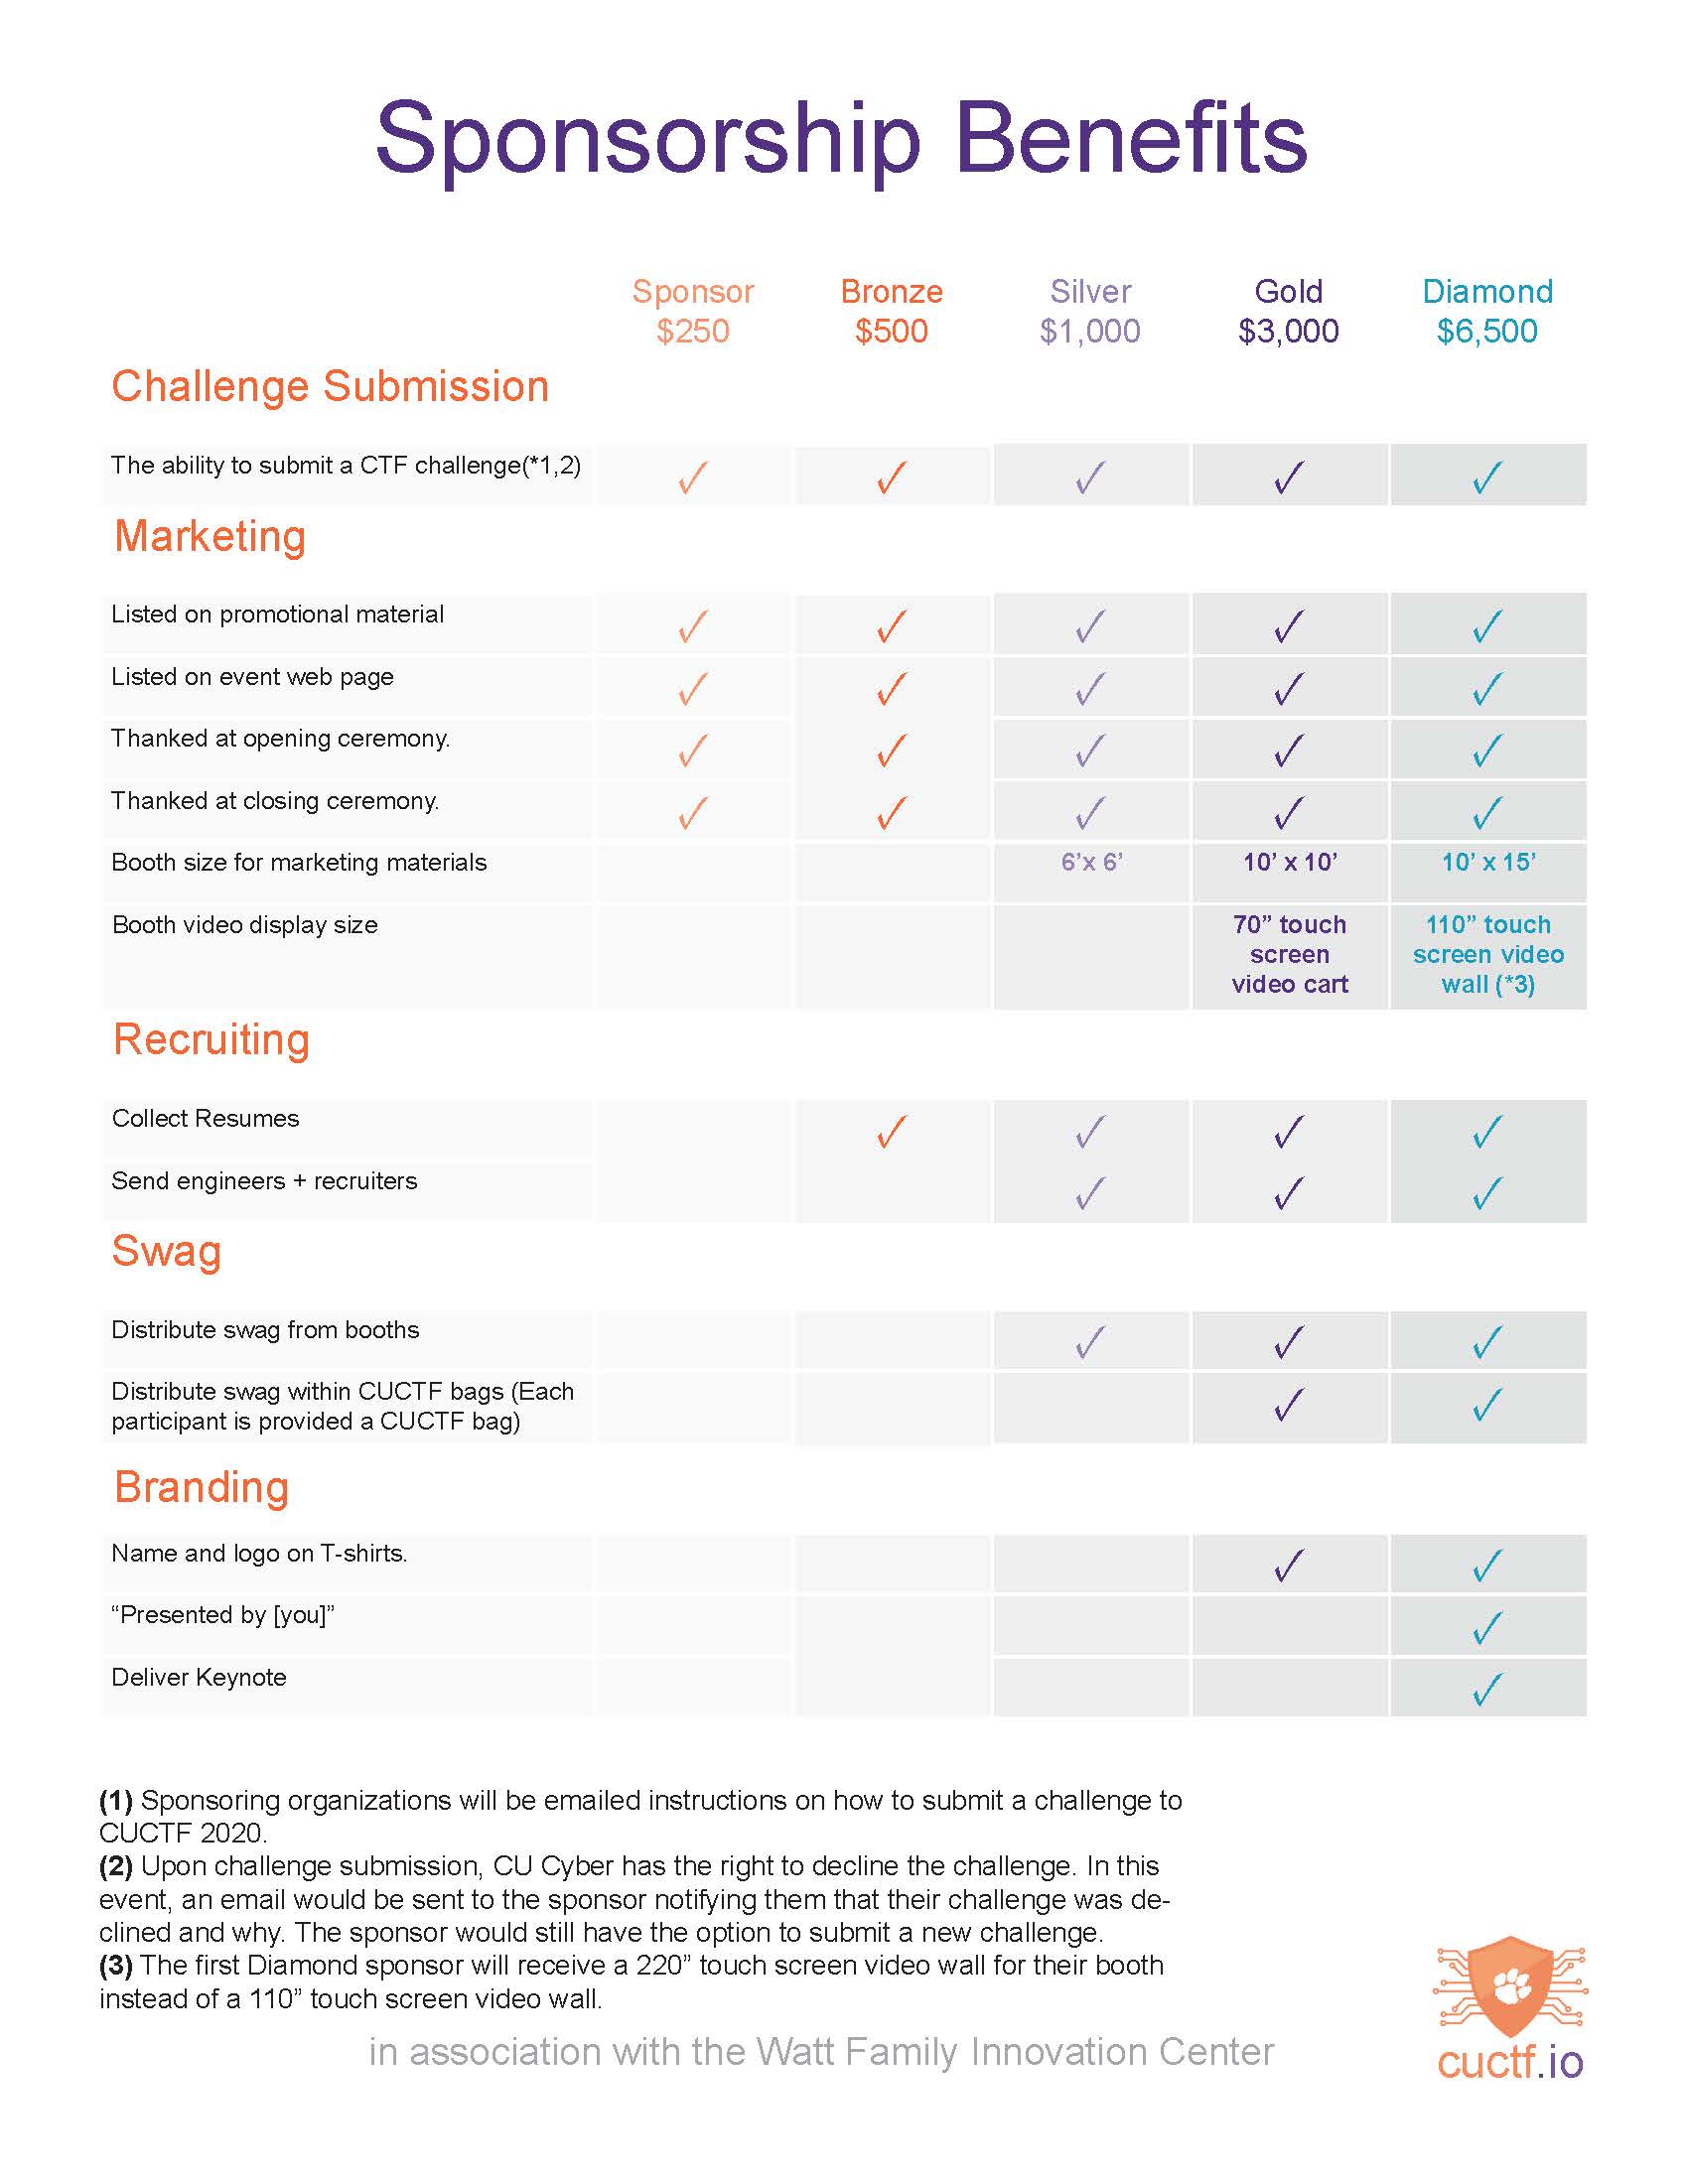 Sponsorship Benefits
Sponsor Bronze Silver Gold Diamond
$250 $500 $1,000 $3,000 $6,500
Challenge Submission
The ability to submit a CTF challenge(*1,2) ✓ ✓ ✓ ✓ ✓
Marketing
Listed on promotional material ✓ ✓ ✓ ✓ ✓
Listed on event web page ✓ ✓ ✓ ✓ ✓
Thanked at opening ceremony. ✓ ✓ ✓ ✓ ✓
Thanked at closing ceremony. ✓ ✓ ✓ ✓ ✓
Booth size for marketing materials 6’x 6’ 10’ x 10’ 10’ x 15’
Booth video display size 70” touch 110” touch
screen screen video
video cart wall (*3)
Recruiting
Collect Resumes ✓ ✓ ✓ ✓
Send engineers + recruiters ✓ ✓ ✓
Swag
Distribute swag from booths ✓ ✓ ✓
Distribute swag within CUCTF bags (Each ✓ ✓
participant is provided a CUCTF bag)
Branding
Name and logo on T-shirts. ✓ ✓
“Presented by [you]” ✓
Deliver Keynote ✓
(1) Sponsoring organizations will be emailed instructions on how to submit a challenge to
CUCTF 2020.
(2) Upon challenge submission, CU Cyber has the right to decline the challenge. In this
event, an email would be sent to the sponsor notifying them that their challenge was de-
clined and why. The sponsor would still have the option to submit a new challenge.
(3) The first Diamond sponsor will receive a 220” touch screen video wall for their booth
instead of a 110” touch screen video wall.
in association with the Watt Family Innovation Center
cuctf.io